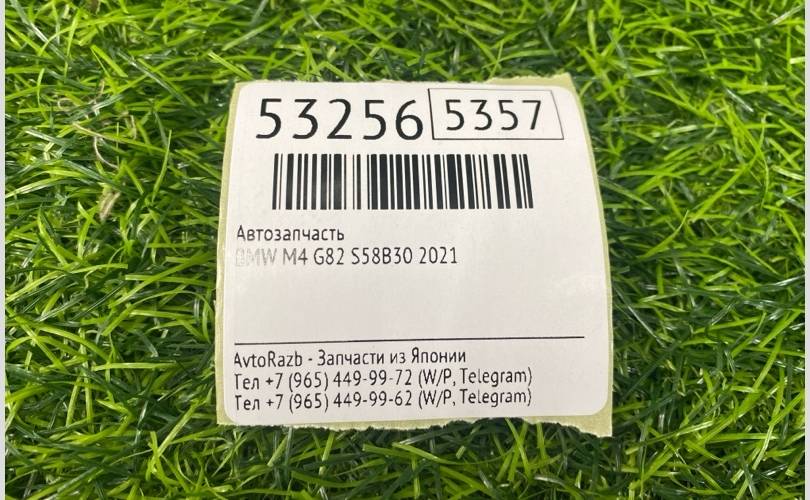 53256 5357
Автозапчасть
BMW M4 G82 S58B30 2021
AvtoRazb - Запчасти из Японии
Тел +7 (965) 449-99-72 (W/P, Telegram)
Тел +7 (965) 449-99-62 (W/P, Telegram)